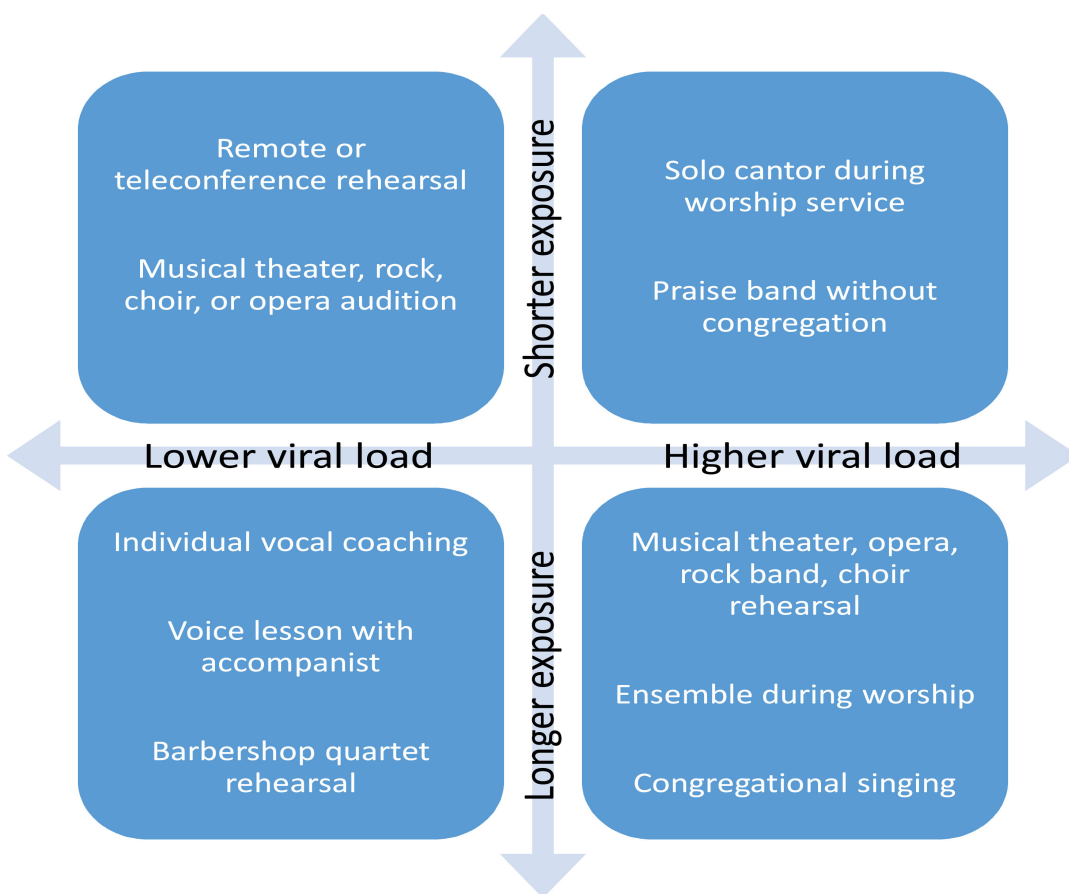 Remote or
teleconference rehearsal
Musical theater, rock,
choir, or opera audition
Shorter exposure
Solo cantor during
worship service
Praise band without
congregation
Lower viral load
Higher viral load
Individual vocal coaching
Voice lesson with
accompanist
Barbershop quartet
rehearsal
Longer exposure
Musical theater, opera,
rock band, choir
rehearsal
Ensemble during worship
Congregational singing